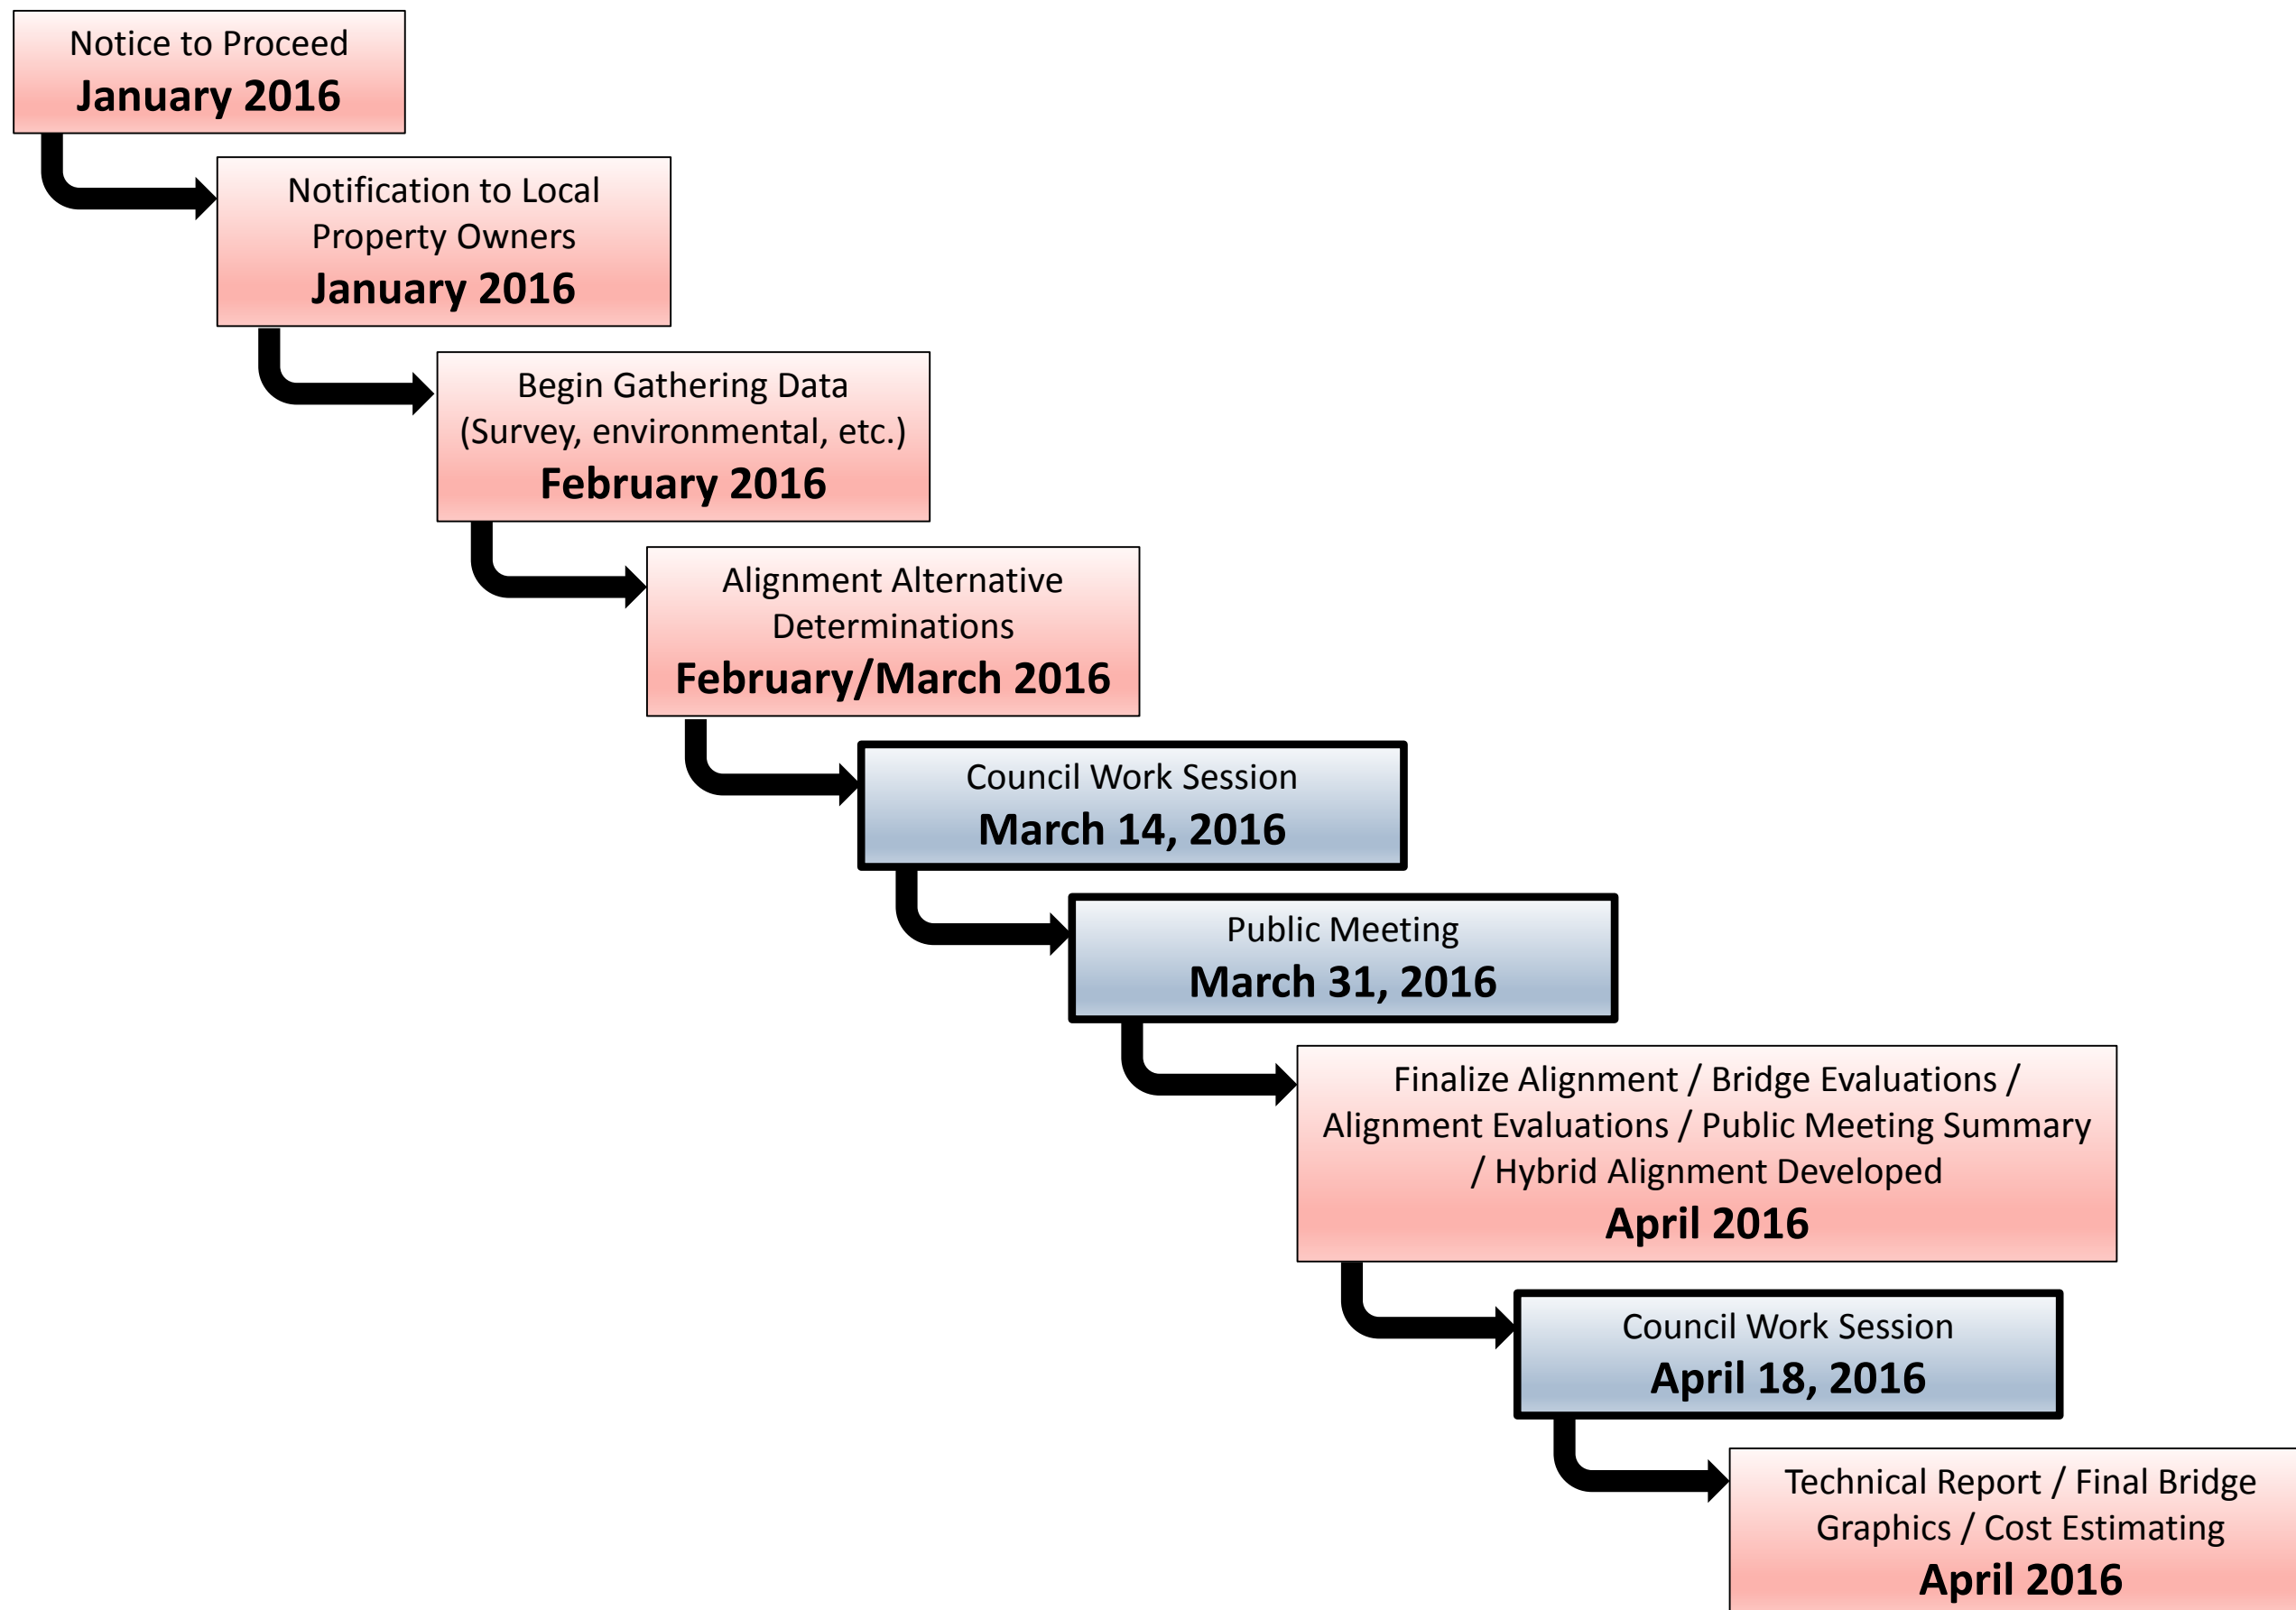 Notice to Proceed
January 2016
Notification to Local
Property Owners
January 2016
Begin Gathering Data
(Survey, environmental, etc.)
February 2016
Alignment Alternative
Determinations
February/March 2016
Council Work Session
March 14, 2016
Public Meeting
March 31, 2016
Finalize Alignment / Bridge Evaluations /
Alignment Evaluations / Public Meeting Summary
/ Hybrid Alignment Developed
April 2016
Council Work Session
April 18, 2016
Technical Report / Final Bridge
Graphics / Cost Estimating
April 2016